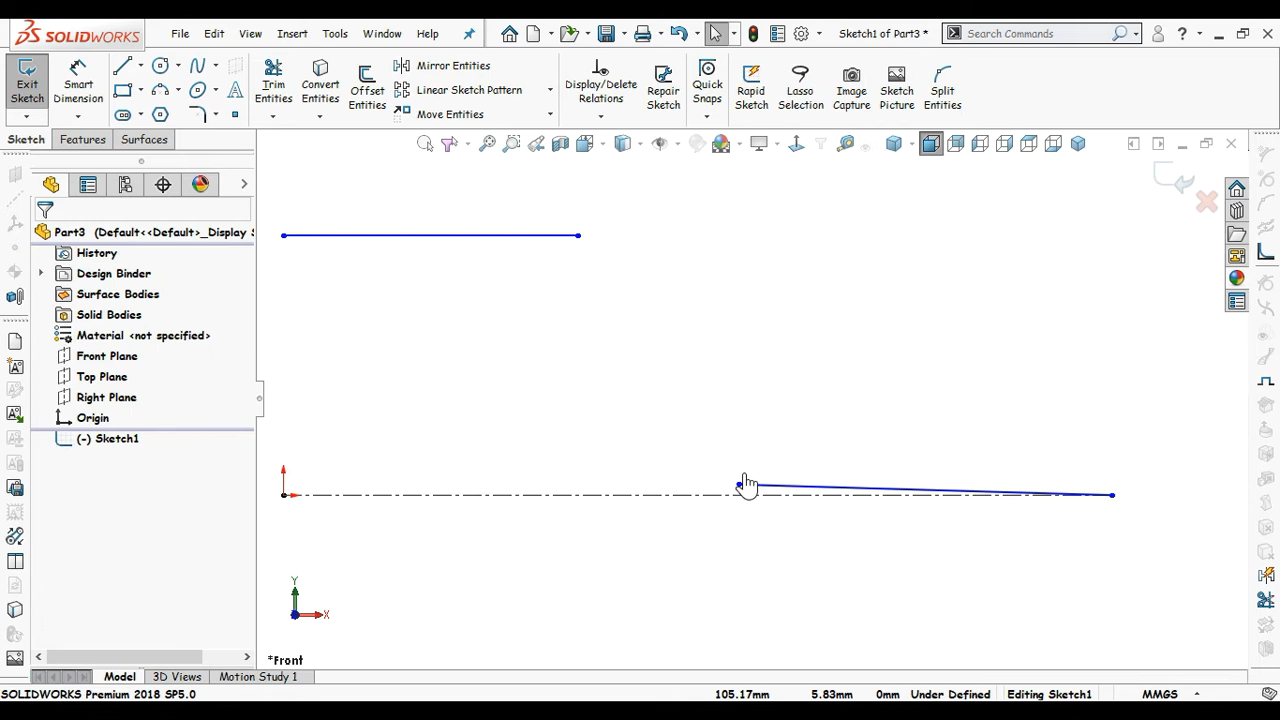 SOLIDWORKS
File
Edit
View
Insert
Tools
Window
Help
Sketch1 of Part3 *
Search Commands
?
Exit Sketch
Smart Dimension
Trim Entities
Convert Entities
Offset Entities
Mirror Entities
Linear Sketch Pattern
Move Entities
Display/Delete Relations
Repair Sketch
Quick Snaps
Rapid Sketch
Lasso Selection
Image Capture
Sketch Picture
Split Entities
Sketch
Features
Surfaces
Part3 (Default<<Default>_Display S
History
Design Binder
Surface Bodies
Solid Bodies
Material <not specified>
Front Plane
Top Plane
Right Plane
Origin
(-) Sketch1
Y
X
*Front
Model
3D Views
Motion Study 1
SOLIDWORKS Premium 2018 SP5.0
105.17mm
5.83mm
0mm
Under Defined
Editing Sketch1
MMGS